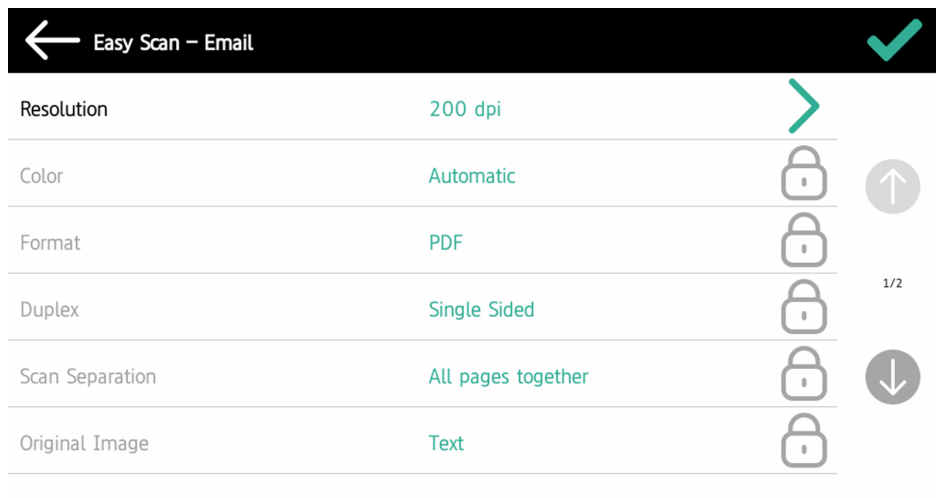 Easy Scan – Email
Resolution 200 dpi
Color Automatic
Format PDF
1/2
Duplex Single Sided
Scan Separation All pages together
Original Image Text